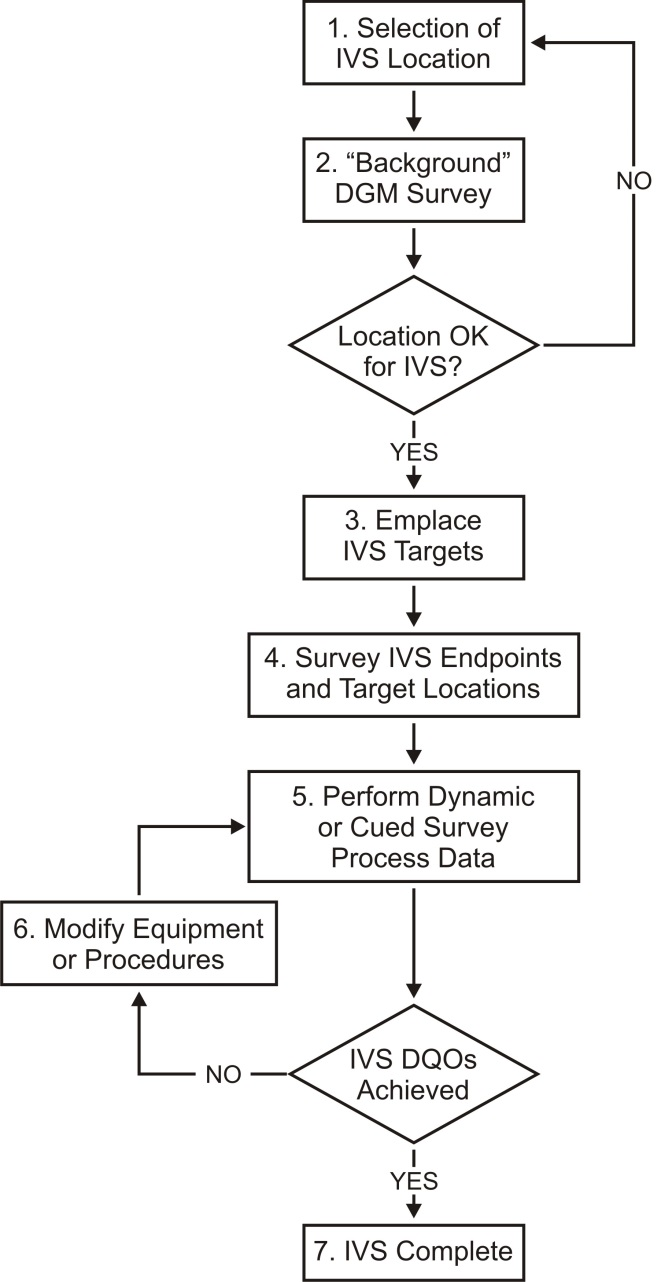 1. Selection of
IVS Location
2. “Background”
DGM Survey
NO
Location OK
for IVS?
YES
3. Emplace
IVS Targets
4. Survey IVS Endpoints
and Target Locations
5. Perform Dynamic
or Cued Survey
Process Data
6. Modify Equipment
or Procedures
IVS DQOs
Achieved
NO
YES
7. IVS Complete